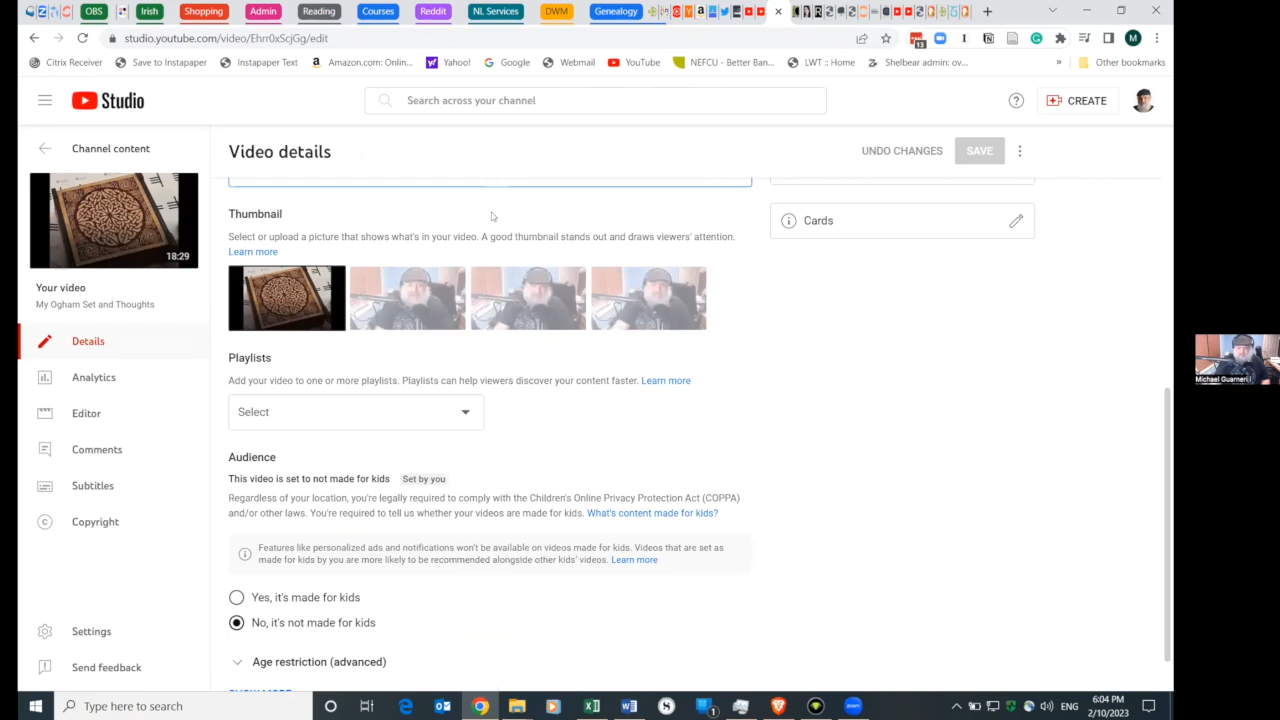 OBS Irish Shopping Admin Reading Courses Reddit NL Services DWM Genealogy
studio.youtube.com/video/Ehrr0xScjGg/edit
13
M
Citrix Receiver Save to Instapaper Instapaper Text Amazon.com: Onlin... Yahoo! Google Webmail YouTube NEFCU - Better Ban... LWT :: Home Shelbear admin: ov... » Other bookmarks
Studio
Search across your channel
CREATE
Channel content
Video details
UNDO CHANGES
SAVE
18:29
Your video
My Ogham Set and Thoughts
Details
Analytics
Editor
Comments
Subtitles
Copyright
Settings
Send feedback
Thumbnail
Select or upload a picture that shows what's in your video. A good thumbnail stands out and draws viewers' attention.
Learn more
Cards
Playlists
Add your video to one or more playlists. Playlists can help viewers discover your content faster. Learn more
Select
Audience
This video is set to not made for kids Set by you
Regardless of your location, you're legally required to comply with the Children's Online Privacy Protection Act (COPPA)
and/or other laws. You're required to tell us whether your videos are made for kids. What's content made for kids?
Features like personalized ads and notifications won't be available on videos made for kids. Videos that are set as
made for kids by you are more likely to be recommended alongside other kids' videos. Learn more
Yes, it's made for kids
No, it's not made for kids
Age restriction (advanced)
SHOW MORE
Michael Guarneri
Type here to search
1
ENG
6:04 PM
2/10/2023